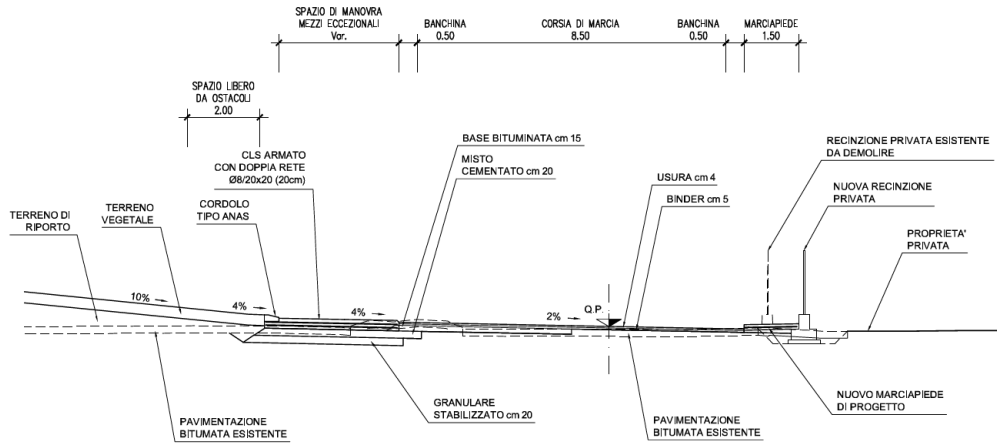 SPAZIO DI MANOVRA
MEZZI ECCEZIONALI
Var.
BANCHINA
0.50
CORSIA DI MARCIA
8.50
BANCHINA
0.50
MARCIAPIEDE
1.50
SPAZIO LIBERO
DA OSTACOLI
2.00
BASE BITUMINATA cm 15
MISTO
CEMENTATO cm 20
CLS ARMATO
CON DOPPIA RETE
Ø8/20x20 (20cm)
CORDOLO
TIPO ANAS
TERRENO
VEGETALE
TERRENO DI
RIPORTO
USURA cm 4
BINDER cm 5
RECINZIONE PRIVATA ESISTENTE
DA DEMOLIRE
NUOVA RECINZIONE
PRIVATA
PROPRIETA'
PRIVATA
10%
4%
4%
2%
Q.P.
GRANULARE
STABILIZZATO cm 20
PAVIMENTAZIONE
BITUMATA ESISTENTE
PAVIMENTAZIONE
BITUMATA ESISTENTE
NUOVO MARCIAPIEDE
DI PROGETTO